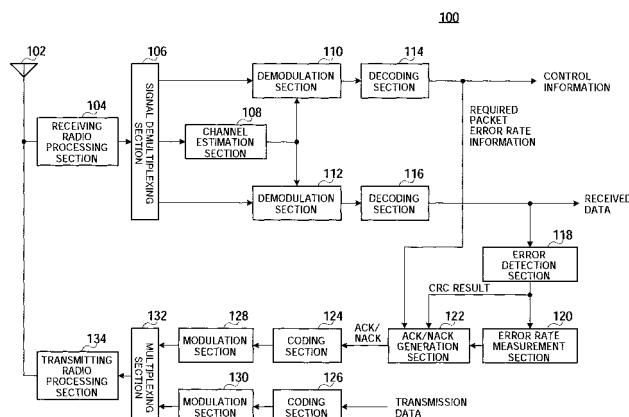 100
102
104
RECEIVING
RADIO
PROCESSING
SECTION
106
SIGNAL DEMULTIPLEXING
SECTION
108
CHANNEL
ESTIMATION
SECTION
110
DEMODULATION
SECTION
114
DECODING
SECTION
CONTROL
INFORMATION
REQUIRED
PACKET
ERROR RATE
INFORMATION
112
DEMODULATION
SECTION
116
DECODING
SECTION
RECEIVED
DATA
118
ERROR
DETECTION
SECTION
CRC RESULT
134
TRANSMITTING
RADIO
PROCESSING
SECTION
132
MULTIPLEXING
SECTION
128
MODULATION
SECTION
124
CODING
SECTION
ACK/
NACK
122
ACK/NACK
GENERATION
SECTION
120
ERROR RATE
MEASUREMENT
SECTION
130
MODULATION
SECTION
126
CODING
SECTION
TRANSMISSION
DATA